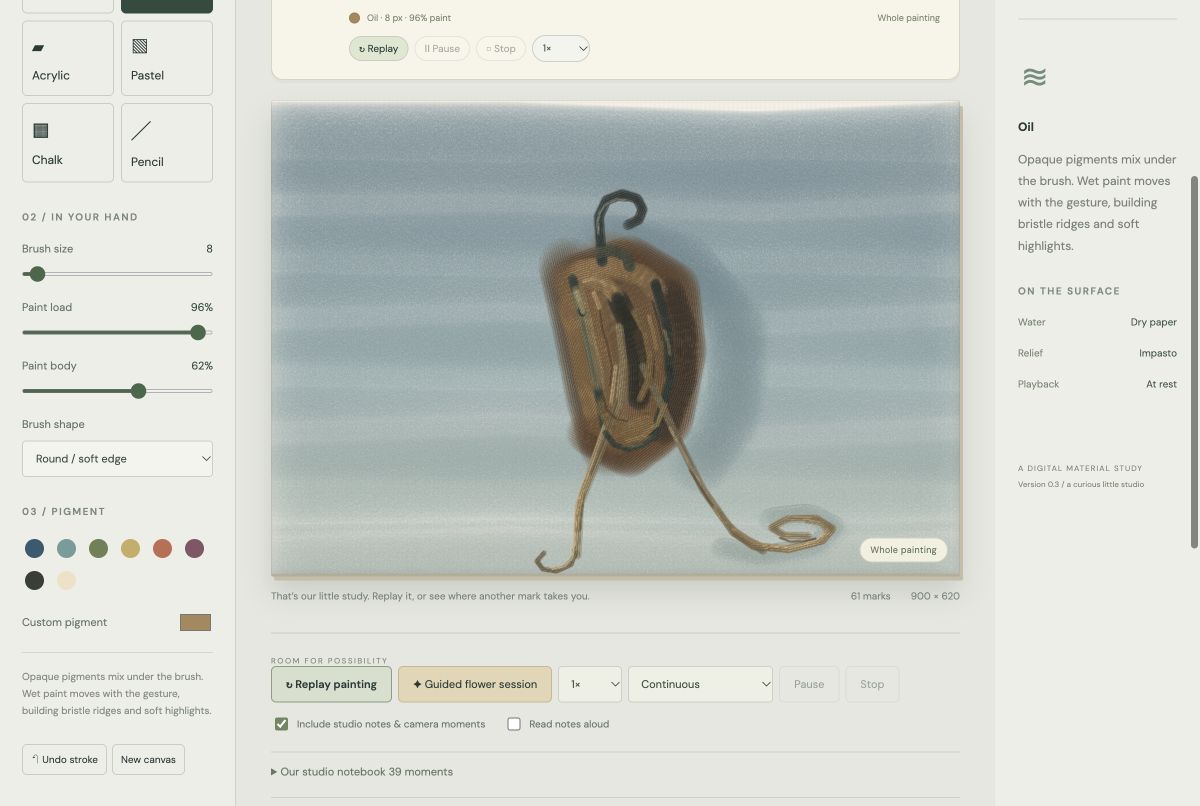 Acrylic
Pastel
Chalk
Pencil
02 / IN YOUR HAND
Brush size 8
Paint load 96%
Paint body 62%
Brush shape
Round / soft edge
03 / PIGMENT
Custom pigment
Opaque pigments mix under the brush.
Wet paint moves with the gesture,
building bristle ridges and soft highlights.
Undo stroke
New canvas
Oil · 8 px · 96% paint
Whole painting
↻ Replay
II Pause
▫ Stop
1×
Whole painting
That's our little study. Replay it, or see where another mark takes you.
61 marks
900 × 620
ROOM FOR POSSIBILITY
↻ Replay painting
✦ Guided flower session
1×
Continuous
Pause
Stop
Include studio notes & camera moments
Read notes aloud
▶ Our studio notebook 39 moments
Oil
Opaque pigments mix under
the brush. Wet paint moves
with the gesture, building
bristle ridges and soft
highlights.
ON THE SURFACE
Water Dry paper
Relief Impasto
Playback At rest
A DIGITAL MATERIAL STUDY
Version 0.3 / a curious little studio